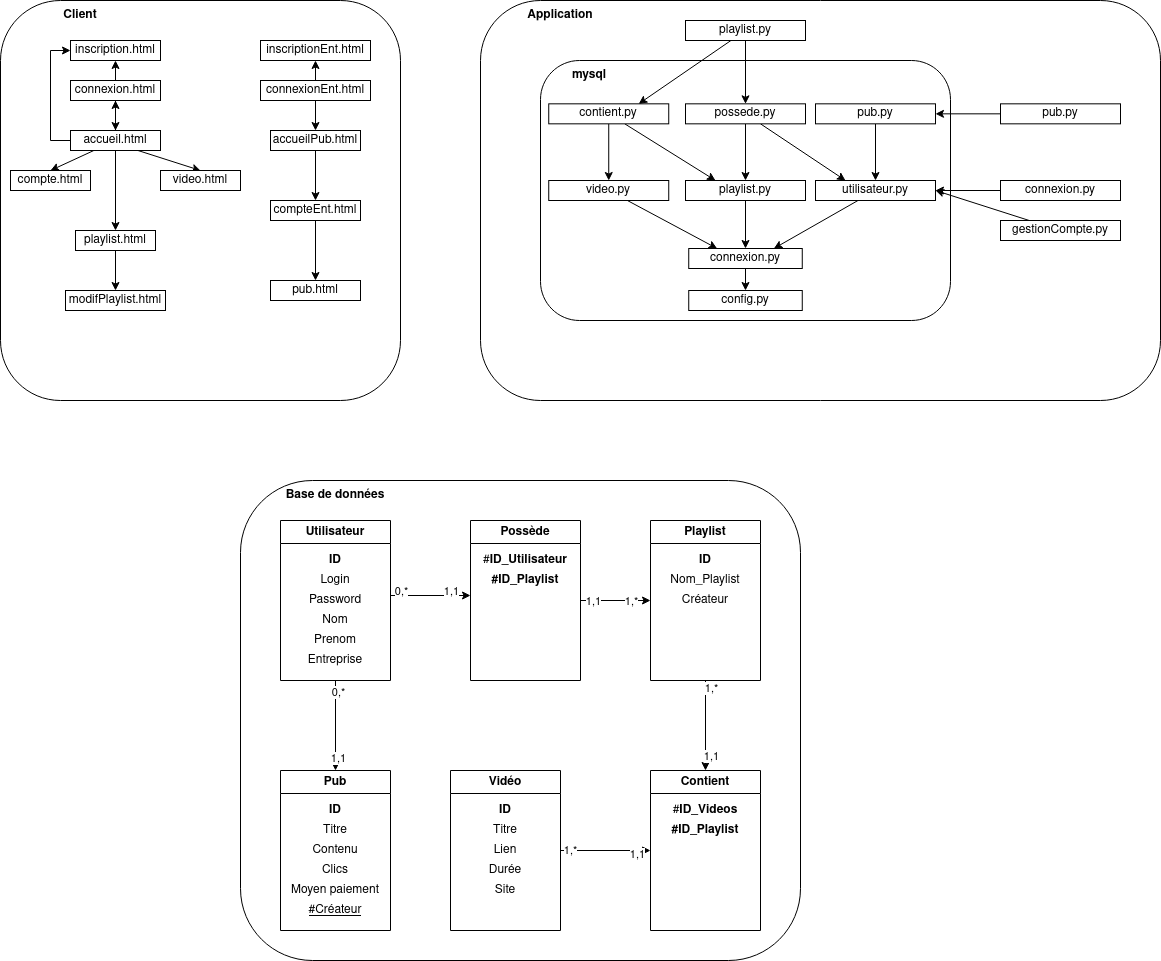 Client
inscription.html
inscriptionEnt.html
connexion.html
connexionEnt.html
accueil.html
accueilPub.html
compte.html
video.html
compteEnt.html
playlist.html
pub.html
modifPlaylist.html
Application
playlist.py
mysql
contient.py
possede.py
pub.py
pub.py
video.py
playlist.py
utilisateur.py
connexion.py
gestionCompte.py
connexion.py
config.py
Base de données
Utilisateur
ID
Login
Password
Nom
Prenom
Entreprise
0,*
1,1
Possède
#ID_Utilisateur
#ID_Playlist
1,1
1,*
Playlist
ID
Nom_Playlist
Créateur
0,*
1,1
1,*
1,1
Pub
ID
Titre
Contenu
Clics
Moyen paiement
#Créateur
Vidéo
ID
Titre
Lien
Durée
Site
1,*
1,1
Contient
#ID_Videos
#ID_Playlist